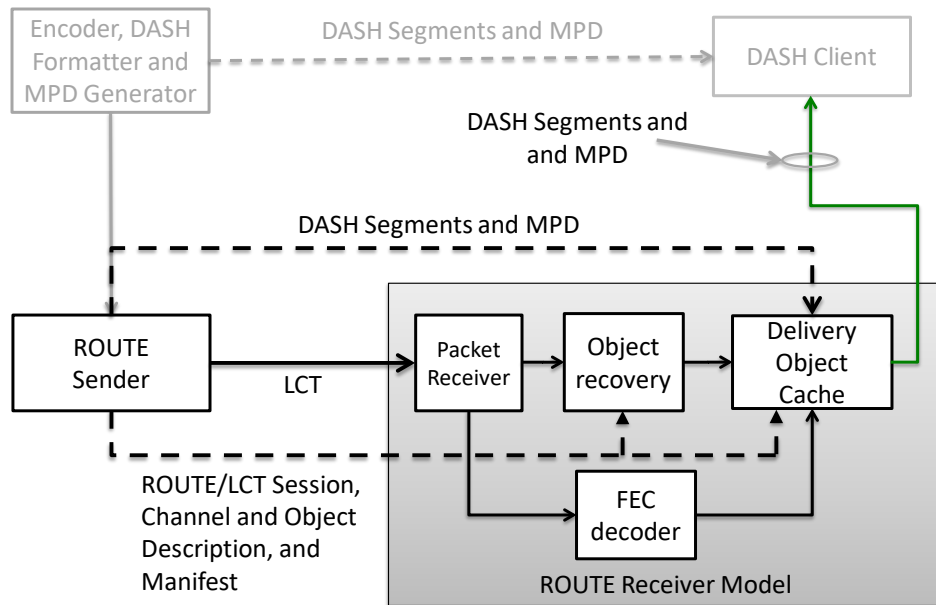 Encoder, DASH
Formatter and
MPD Generator
DASH Segments and MPD
DASH Client
DASH Segments and
and MPD
DASH Segments and MPD
ROUTE
Sender
LCT
Packet
Receiver
Object
recovery
Delivery
Object
Cache
ROUTE/LCT Session,
Channel and Object
Description, and
Manifest
FEC
decoder
ROUTE Receiver Model